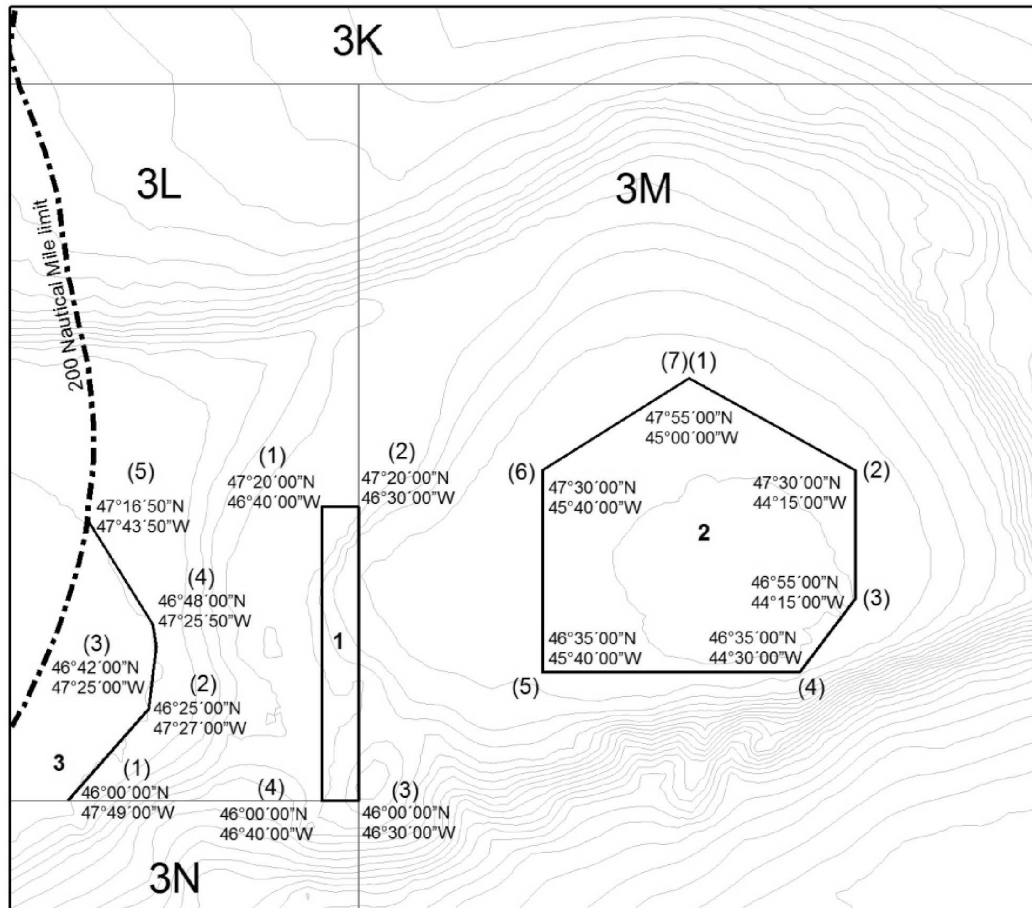 3K
3L
3M
200 Nautical Mile limit
(7)(1)
47°55´00”N
45°00´00”W
(5)
47°16´50”N
47°43´50”W
(1)
47°20´00”N
46°40´00”W
(2)
47°20´00”N
46°30´00”W
(6)
47°30´00”N
45°40´00”W
47°30´00”N
44°15´00”W
(2)
2
(4)
46°48´00”N
47°25´50”W
46°55´00”N
44°15´00”W
(3)
(3)
46°42´00”N
47°25´00”W
1
46°35´00”N
45°40´00”W
(5)
46°35´00”N
44°30´00”W
(4)
(2)
46°25´00”N
47°27´00”W
3
(1)
46°00´00”N
47°49´00”W
(4)
46°00´00”N
46°40´00”W
(3)
46°00´00”N
46°30´00”W
3N